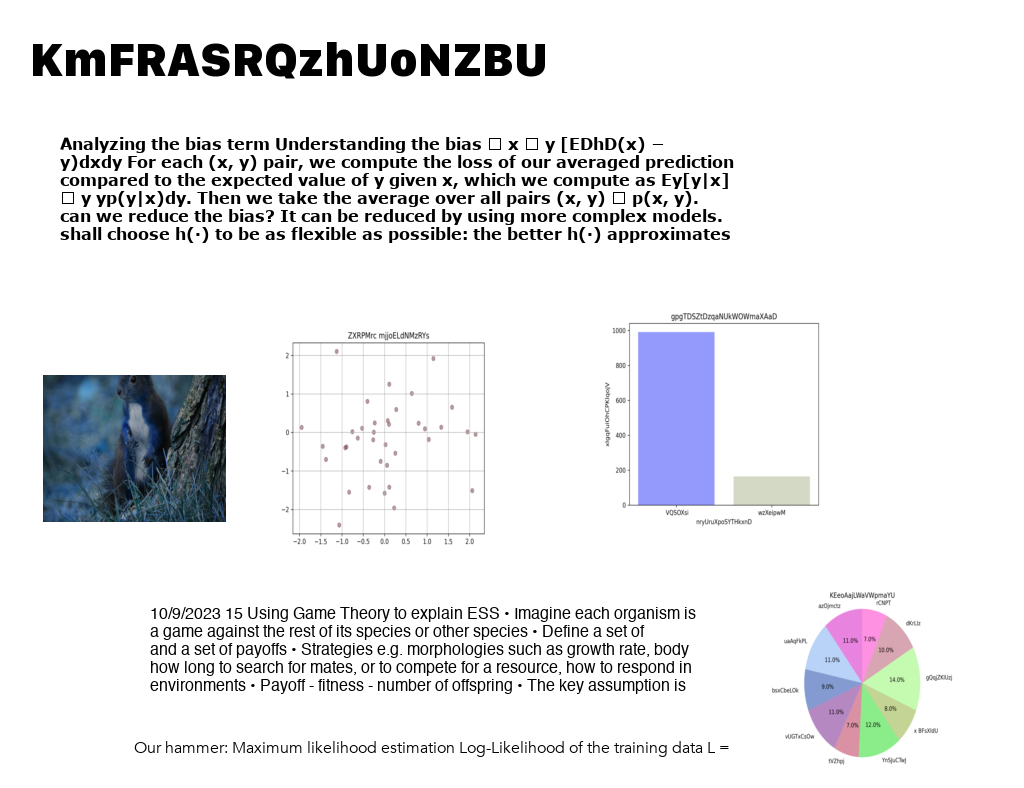 KmFRASRQzhUoNZBU
Analyzing the bias term Understanding the bias □ x □ y [EDhD(x) −
y)dxdy For each (x, y) pair, we compute the loss of our averaged prediction
compared to the expected value of y given x, which we compute as Ey[y|x]
□ y yp(y|x)dy. Then we take the average over all pairs (x, y) □ p(x, y).
can we reduce the bias? It can be reduced by using more complex models.
shall choose h(·) to be as flexible as possible: the better h(·) approximates
ZXRPMrc mjjoELdNMzRYs
2
1
0
−1
−2
−2.0 −1.5 −1.0 −0.5 0.0 0.5 1.0 1.5 2.0
gpgTDSZtDzqaNUkWOWmaXAaD
1000
800
600
400
200
0
VQSOXsi wzXeipwM
nryUruXpoSYTHkxnD
10/9/2023 15 Using Game Theory to explain ESS • Imagine each organism is
a game against the rest of its species or other species • Define a set of
and a set of payoffs • Strategies e.g. morphologies such as growth rate, body
how long to search for mates, or to compete for a resource, how to respond in
environments • Payoff - fitness - number of offspring • The key assumption is
KEeoAajLWaVWpmaYU
rCNPT
azOjmctz
dKrLlz
uaAqFkPL
gQqjZKIUzj
bsxCbeLOk
x BFsXldU
vUGTxCsOw
YnSjuCTwJ
tVZhpj
11.0% 7.0%
10.0%
11.0%
14.0%
9.0%
8.0%
11.0%
7.0% 12.0%
Our hammer: Maximum likelihood estimation Log-Likelihood of the training data L =